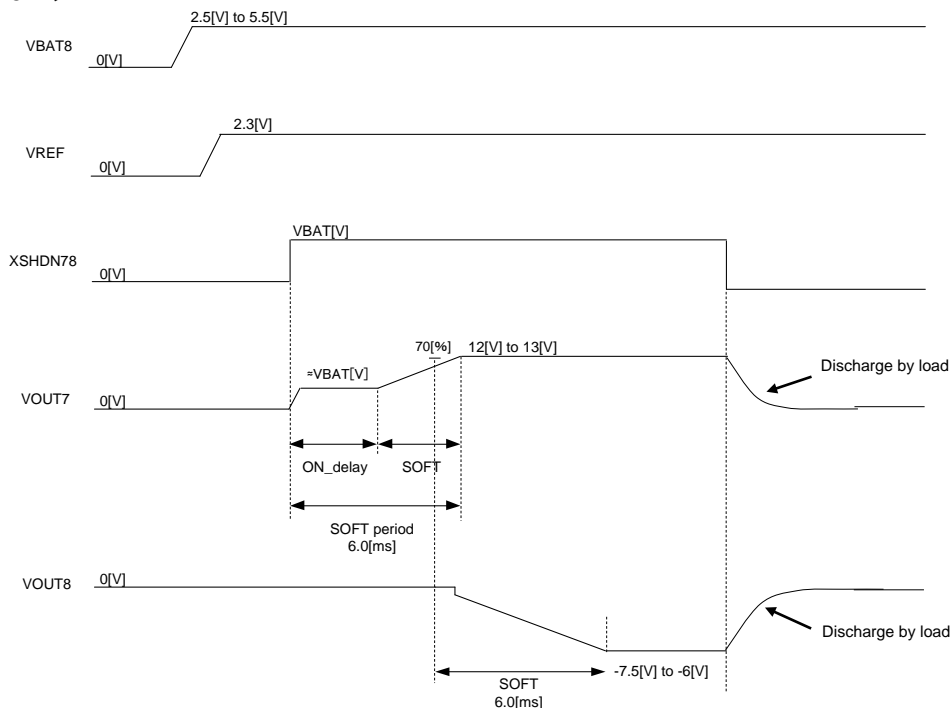 2.5[V] to 5.5[V]
VBAT8
0[V]
2.3[V]
VREF
0[V]
VBAT[V]
XSHDN78
0[V]
70[%]
12[V] to 13[V]
Discharge by load
≈VBAT[V]
VOUT7
0[V]
ON_delay
SOFT
SOFT period
6.0[ms]
VOUT8
0[V]
Discharge by load
-7.5[V] to -6[V]
SOFT
6.0[ms]